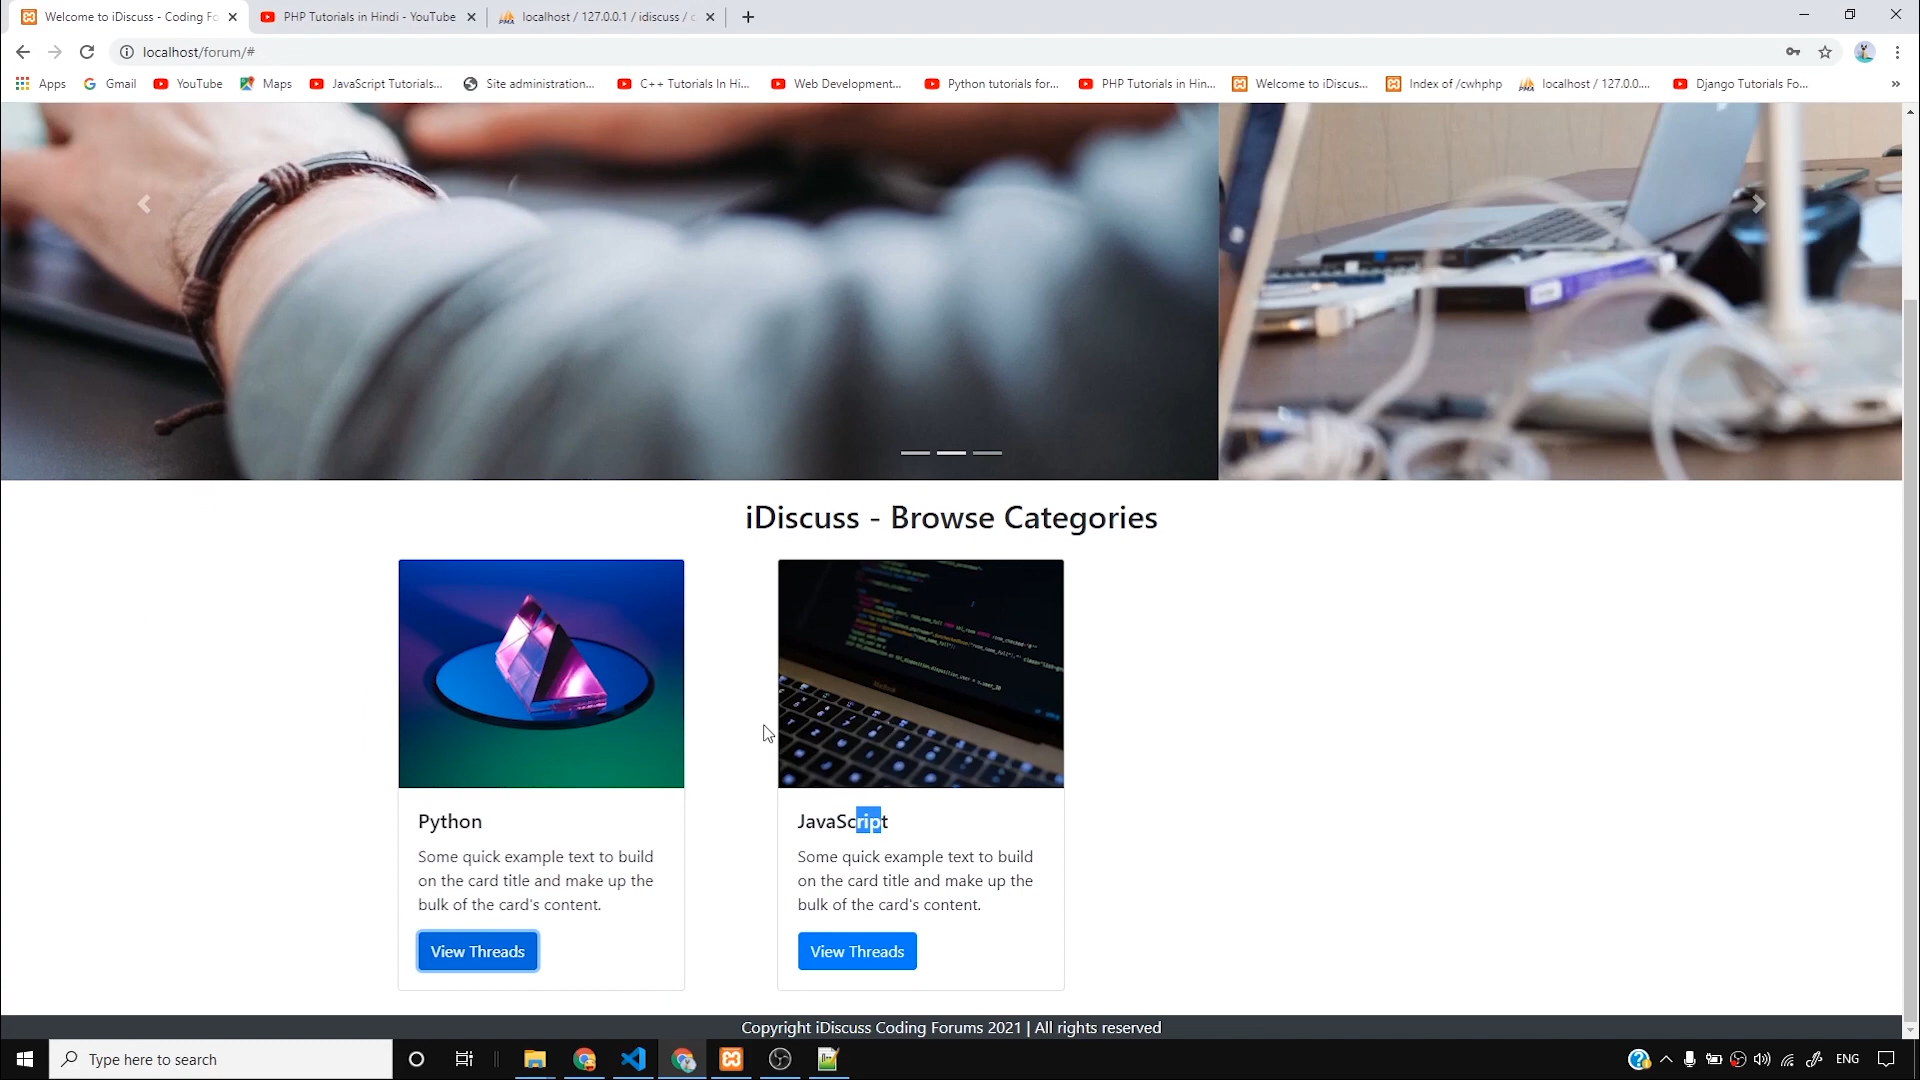 Welcome to iDiscuss - Coding Fo
PHP Tutorials in Hindi - YouTube
localhost / 127.0.0.1 / idiscuss / c
localhost/forum/#
Apps
Gmail
YouTube
Maps
JavaScript Tutorials...
Site administration...
C++ Tutorials In Hi...
Web Development...
Python tutorials for...
PHP Tutorials in Hin...
Welcome to iDiscus...
Index of /cwhphp
localhost / 127.0.0....
Django Tutorials Fo...
iDiscuss - Browse Categories
Python
Some quick example text to build
on the card title and make up the
bulk of the card's content.
View Threads
JavaScript
Some quick example text to build
on the card title and make up the
bulk of the card's content.
View Threads
Copyright iDiscuss Coding Forums 2021 | All rights reserved
Type here to search
ENG